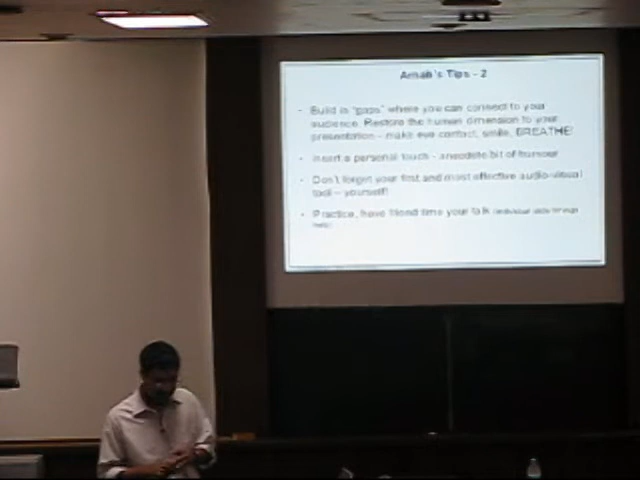 Arnab's Tips - 2
- Build in "gaps" where you can connect to your
audience. Restore the human dimension to your
presentation - make eye contact, smile, BREATHE!
- Insert a personal touch - anecdote bit of humour
- Don't forget your first and most effective audio-visual
tool - yourself!
- Practice, have friend time your talk
help)